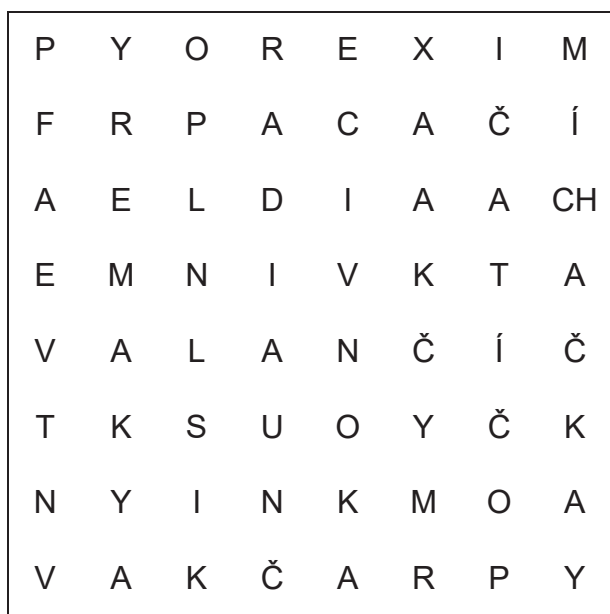 P Y O R E X I M
F R P A C A Č Í
A E L D I A A CH
E M N I V K T A
V A L A N Č Í Č
T K S U O Y Č K
N Y I N K M O A
V A K Č A R P Y